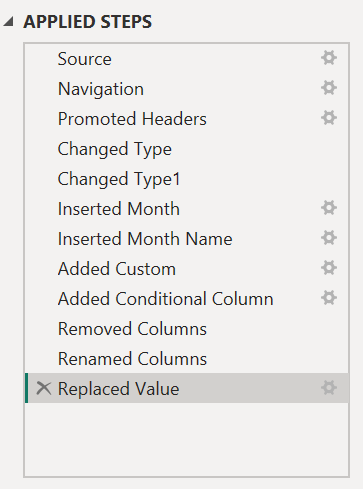 APPLIED STEPS
Source
Navigation
Promoted Headers
Changed Type
Changed Type1
Inserted Month
Inserted Month Name
Added Custom
Added Conditional Column
Removed Columns
Renamed Columns
Replaced Value